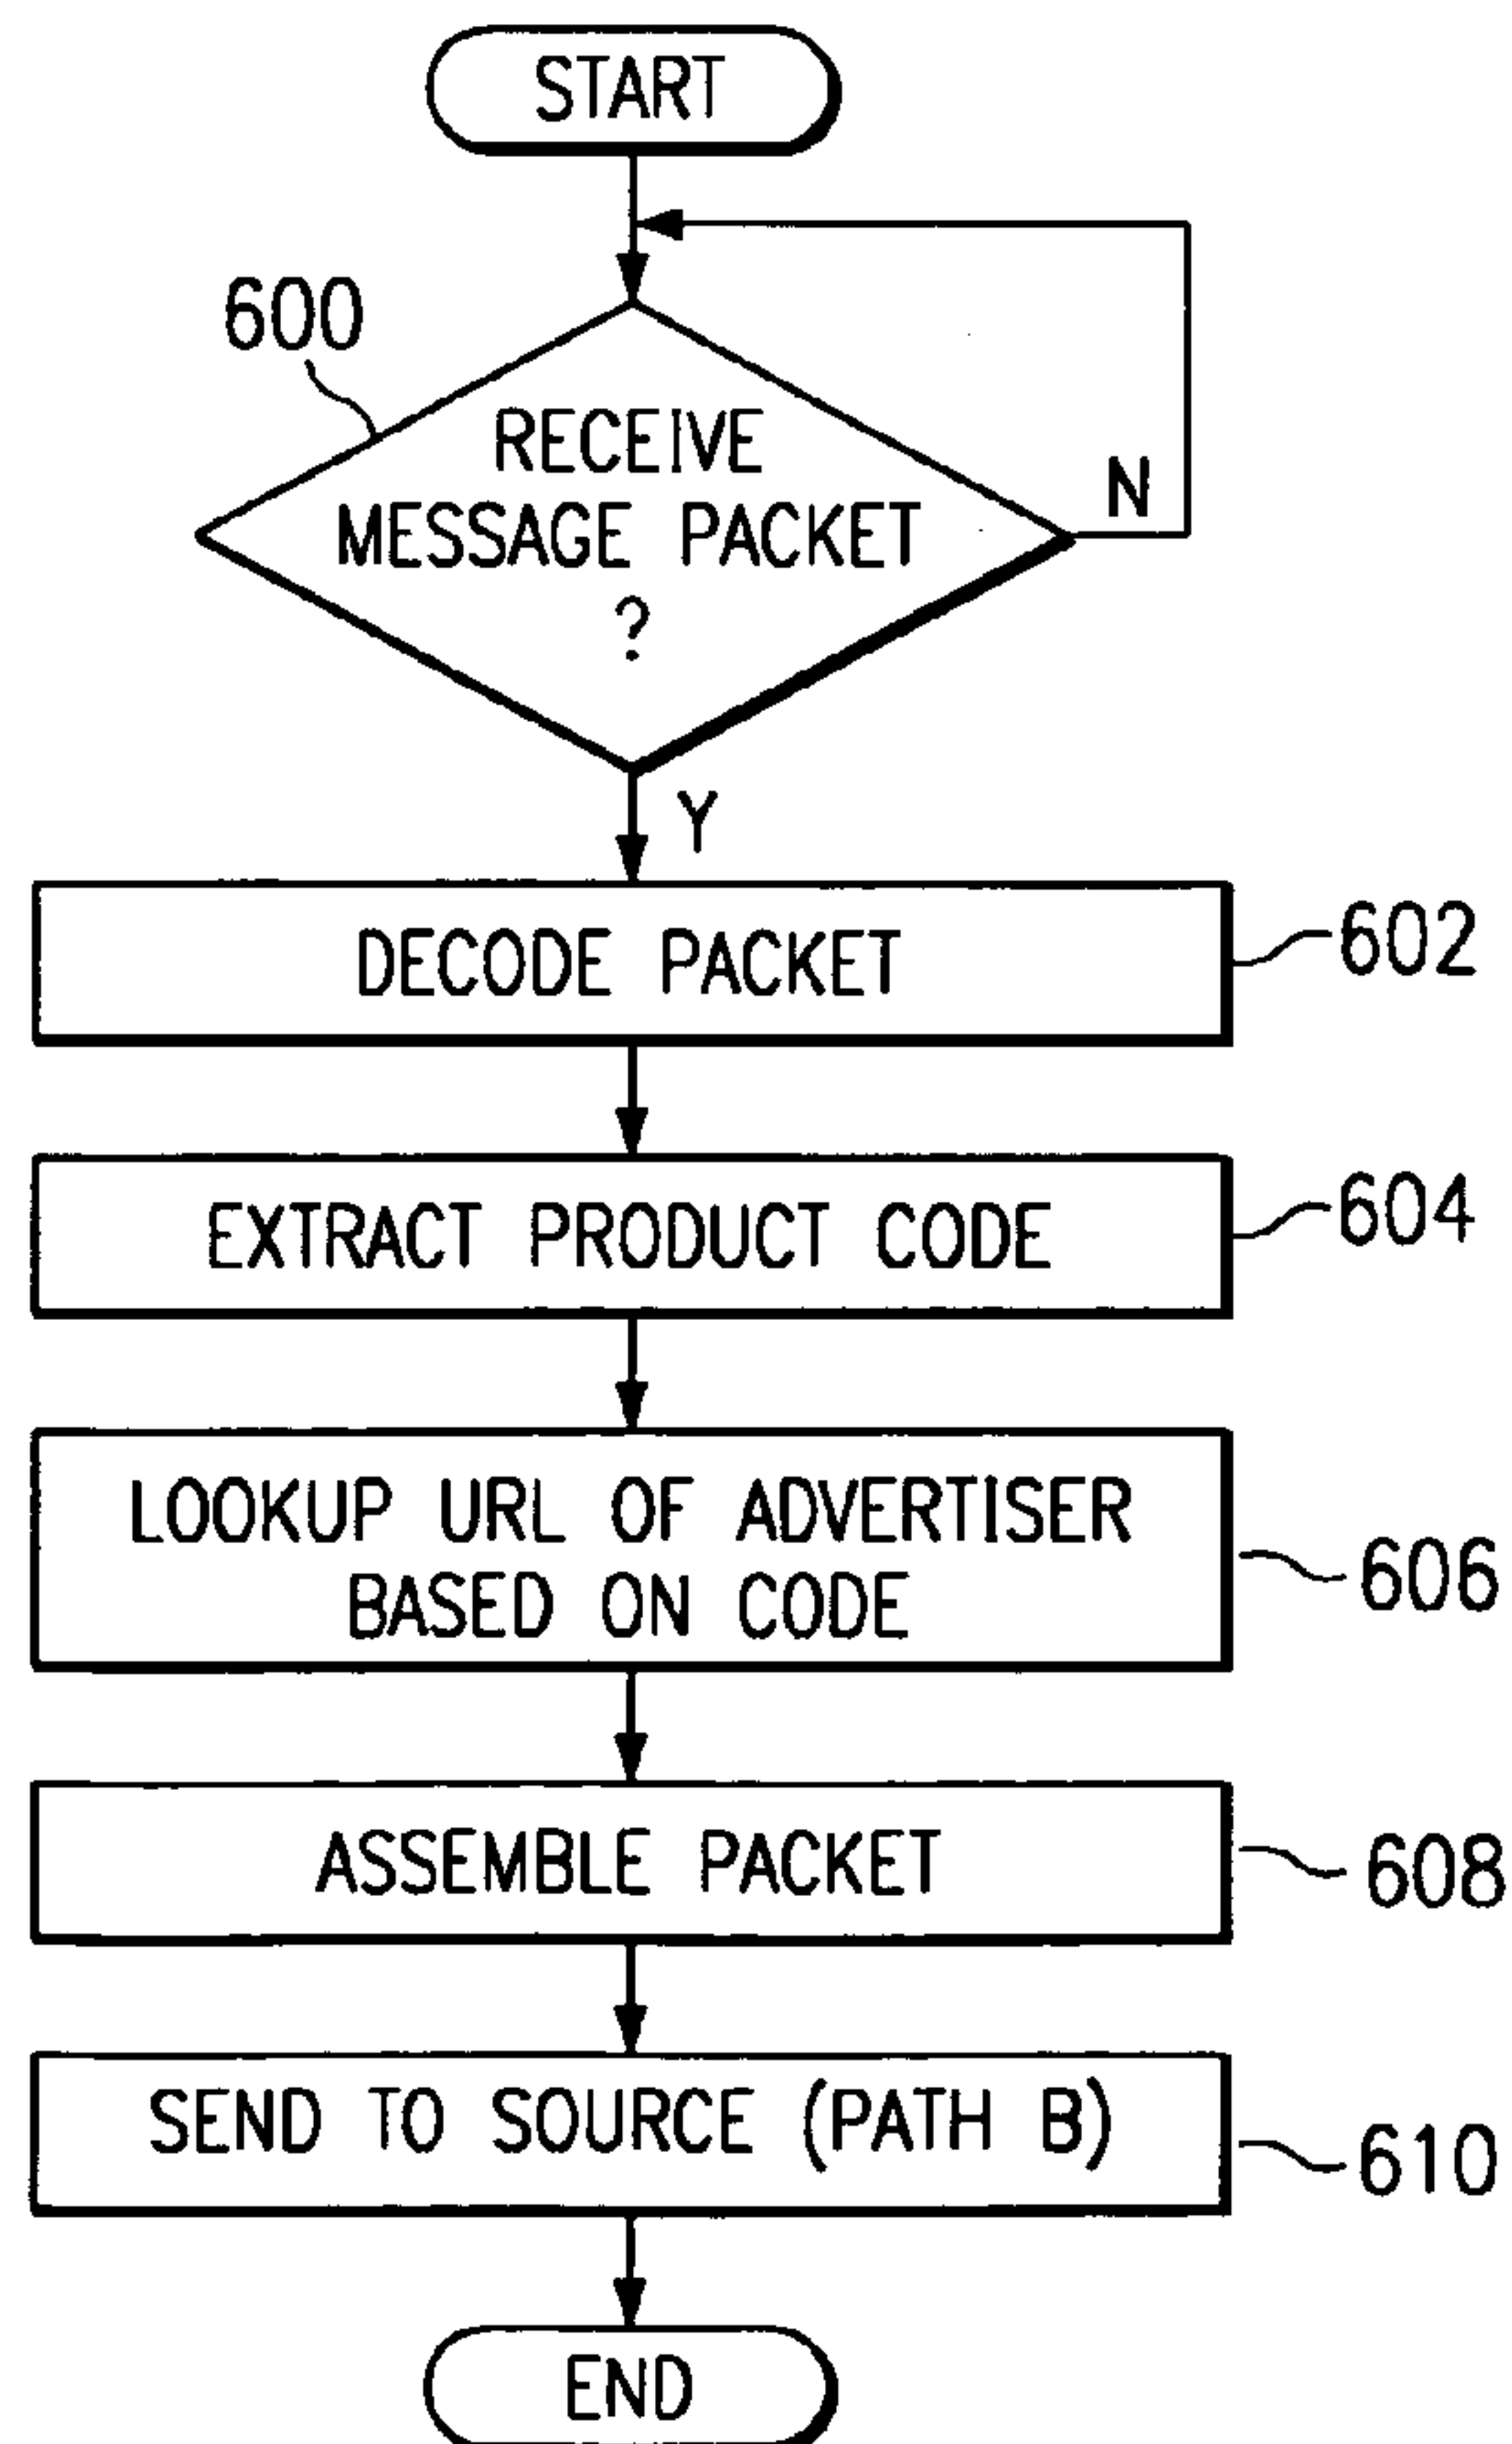 START
600
RECEIVE
MESSAGE PACKET
?
N
Y
DECODE PACKET
602
EXTRACT PRODUCT CODE
604
LOOKUP URL OF ADVERTISER
BASED ON CODE
606
ASSEMBLE PACKET
608
SEND TO SOURCE (PATH B)
610
END